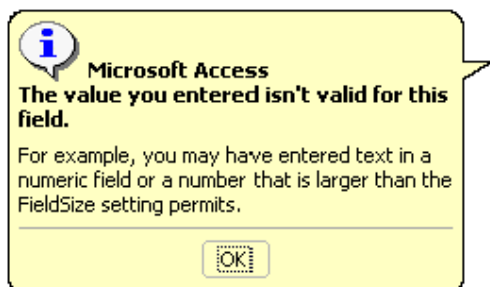 Microsoft Access
The value you entered isn't valid for this
field.
For example, you may have entered text in a
numeric field or a number that is larger than the
FieldSize setting permits.
OK